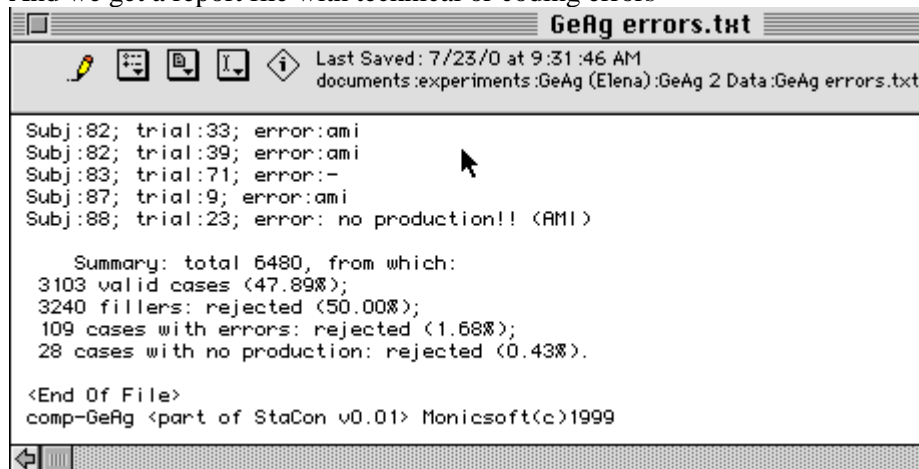 And we get a report file with technical or coding errors
GeAg errors.txt
Last Saved: 7/23/0 at 9:31:46 AM
documents:experiments:GeAg (Elena):GeAg 2 Data:GeAg errors.txt
Subj:82; trial:33; error:ami
Subj:82; trial:39; error:ami
Subj:83; trial:71; error:-
Subj:87; trial:9; error:ami
Subj:88; trial:23; error: no production!! (AMI)
Summary: total 6480, from which:
3103 valid cases (47.89%);
3240 fillers: rejected (50.00%);
109 cases with errors: rejected (1.68%);
28 cases with no production: rejected (0.43%).
<End Of File>
comp-GeAg <part of StaCon v0.01> Monicsoft(c)1999